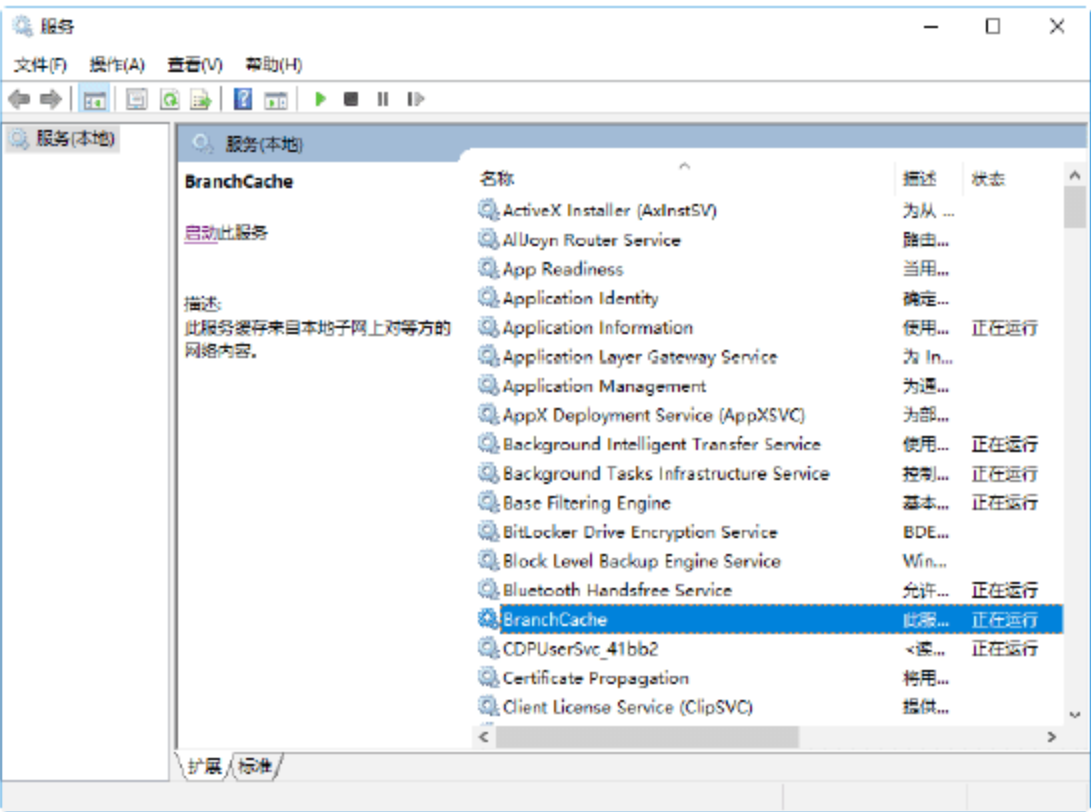 服务
文件(F) 操作(A) 查看(V) 帮助(H)
服务(本地)
服务(本地)
BranchCache
启动此服务
描述:
此服务缓存来自本地子网上对等方的
网络内容。
名称 描述 状态
ActiveX Installer (AxInstSV) 为从 ...
AllJoyn Router Service 路由...
App Readiness 当用...
Application Identity 确定...
Application Information 使用... 正在运行
Application Layer Gateway Service 为 In...
Application Management 为通...
AppX Deployment Service (AppXSVC) 为部...
Background Intelligent Transfer Service 使用... 正在运行
Background Tasks Infrastructure Service 控制... 正在运行
Base Filtering Engine 基本... 正在运行
BitLocker Drive Encryption Service BDE...
Block Level Backup Engine Service Win...
Bluetooth Handsfree Service 允许... 正在运行
BranchCache 此服... 正在运行
CDPUserSvc_41bb2 <读... 正在运行
Certificate Propagation 将用...
Client License Service (ClipSVC) 提供...
扩展 标准